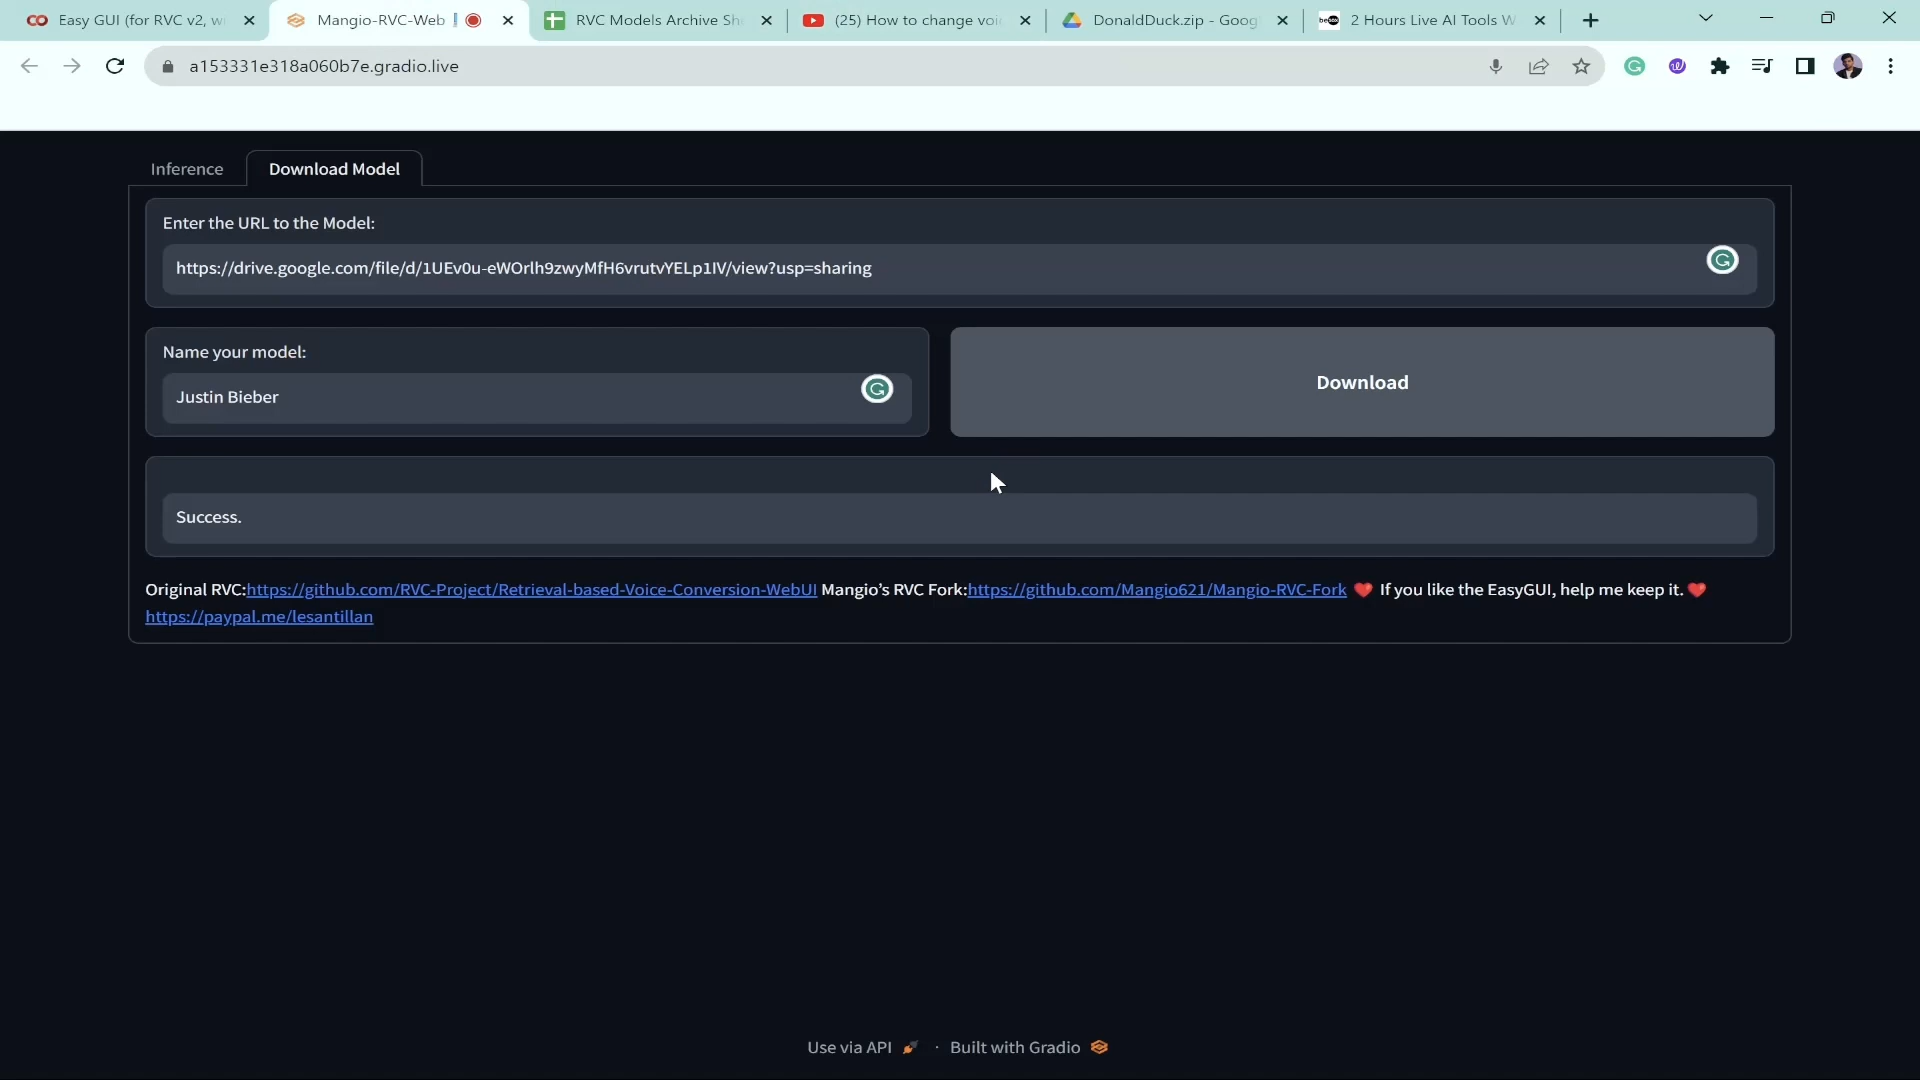 Easy GUI (for RVC v2, wi
Mangio-RVC-Web
RVC Models Archive She
(25) How to change voic
DonaldDuck.zip - Goog
2 Hours Live AI Tools W
a153331e318a060b7e.gradio.live
Inference
Download Model
Enter the URL to the Model:
https://drive.google.com/file/d/1UEv0u-eWOrlh9zwyMfH6vrutvYELp1IV/view?usp=sharing
Name your model:
Justin Bieber
Download
Success.
Original RVC:https://github.com/RVC-Project/Retrieval-based-Voice-Conversion-WebUI Mangio's RVC Fork:https://github.com/Mangio621/Mangio-RVC-Fork ❤️ If you like the EasyGUI, help me keep it.❤️
https://paypal.me/lesantillan
Use via API · Built with Gradio